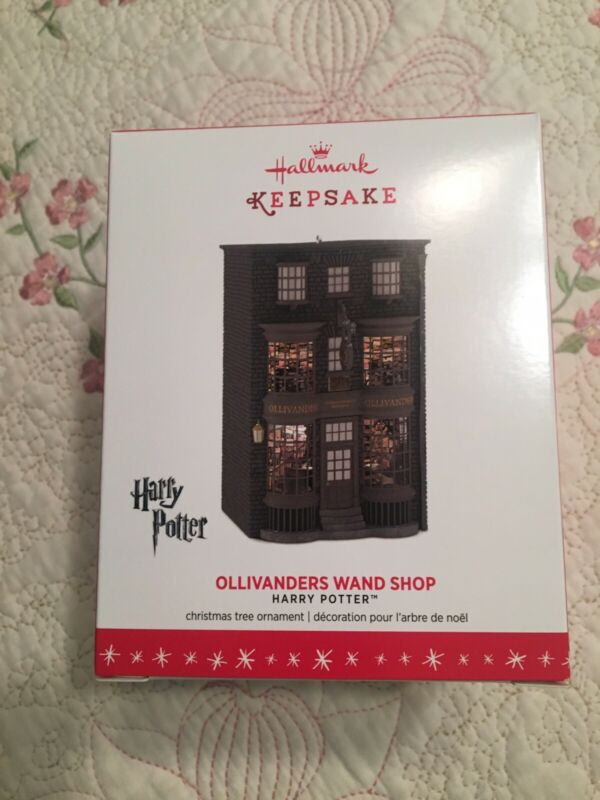 Hallmark
KEEPSAKE
OLLIVANDERS
OLLIVANDERS
Harry
Potter
OLLIVANDERS WAND SHOP
HARRY POTTER™
christmas tree ornament | décoration pour l'arbre de noël